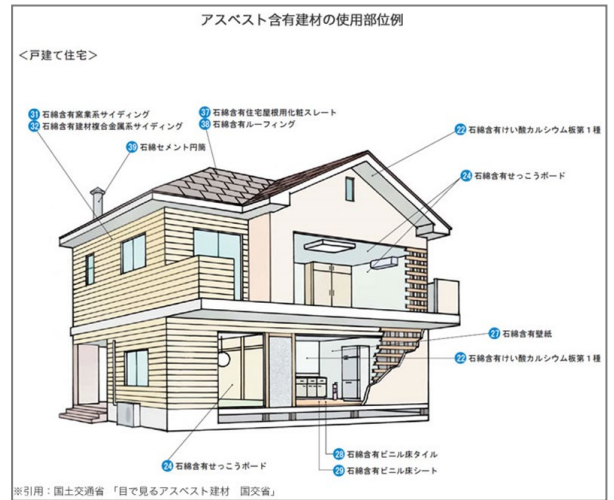 アスベスト含有建材の使用部位例
＜戸建て住宅＞
31 石綿含有窯業系サイディング
32 石綿含有建材複合金属系サイディング
39 石綿セメント円筒
37 石綿含有住宅屋根用化粧スレート
38 石綿含有ルーフィング
22 石綿含有けい酸カルシウム板第1種
24 石綿含有せっこうボード
27 石綿含有壁紙
22 石綿含有けい酸カルシウム板第1種
28 石綿含有ビニル床タイル
29 石綿含有ビニル床シート
24 石綿含有せっこうボード
※引用：国土交通省 「目で見るアスベスト建材　国交省」